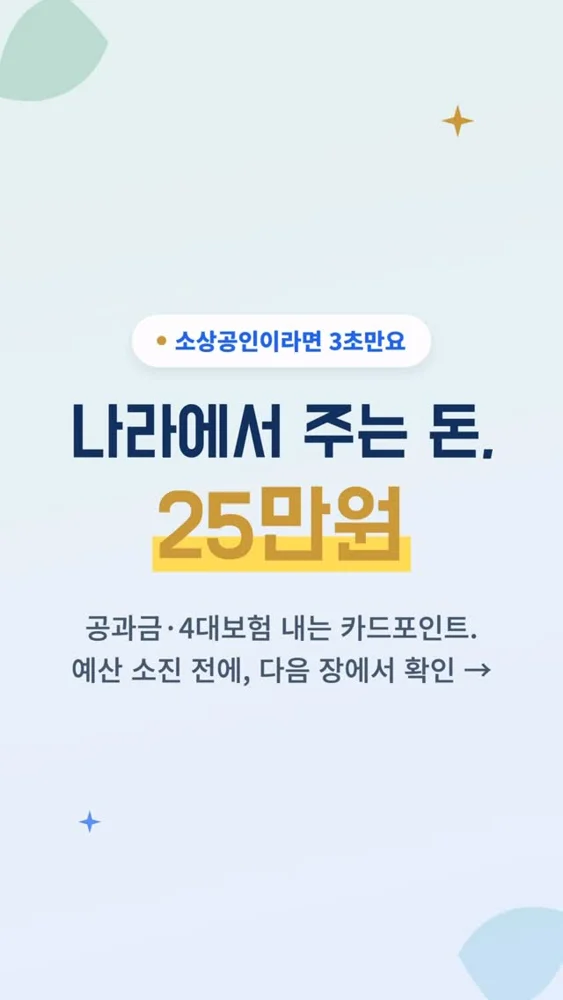 소상공인이라면 3초만요
나라에서 주는 돈,
25만원
공과금·4대보험 내는 카드포인트.
예산 소진 전에, 다음 장에서 확인 →